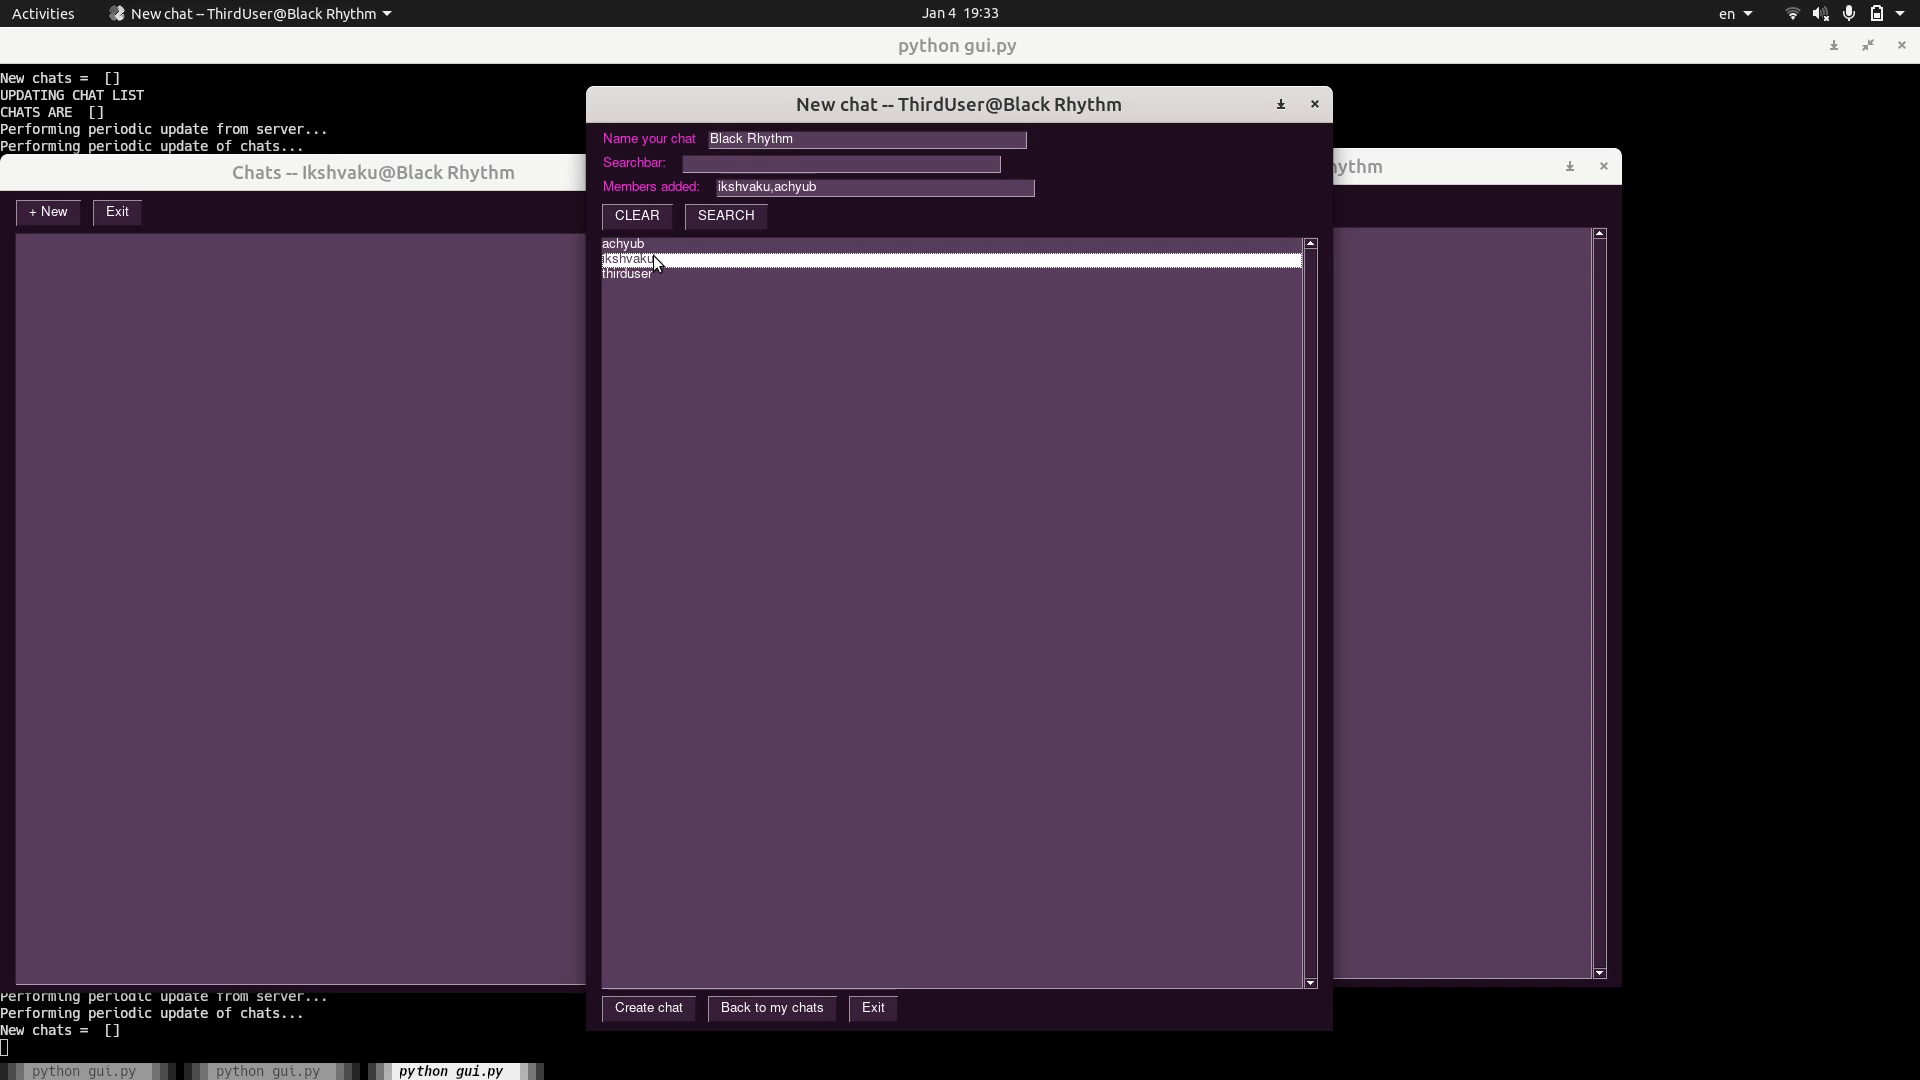 Activities New chat -- ThirdUser@Black Rhythm Jan 4 19:33 en
python gui.py
New chats =  []
UPDATING CHAT LIST
CHATS ARE  []
Performing periodic update from server...
Performing periodic update of chats...
Chats -- Ikshvaku@Black Rhythm
+ New Exit
New chat -- ThirdUser@Black Rhythm
Name your chat Black Rhythm
Searchbar:
Members added: ikshvaku,achyub
CLEAR SEARCH
achyub
ikshvaku
thirduser
Create chat Back to my chats Exit
hythm
Performing periodic update from server...
Performing periodic update of chats...
New chats =  []
python gui.py python gui.py python gui.py